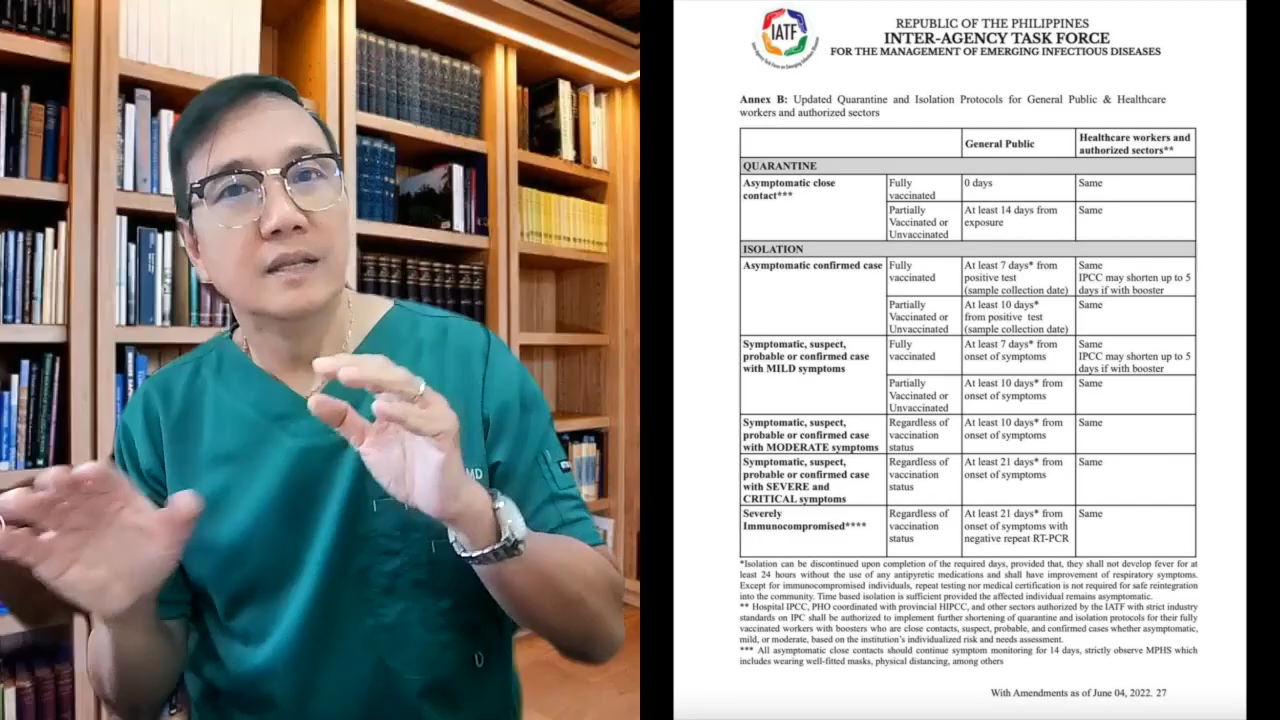 MD
IATF
REPUBLIC OF THE PHILIPPINES
INTER-AGENCY TASK FORCE
FOR THE MANAGEMENT OF EMERGING INFECTIOUS DISEASES
Annex B: Updated Quarantine and Isolation Protocols for General Public & Healthcare
workers and authorized sectors
General Public
Healthcare workers and
authorized sectors**
QUARANTINE
Asymptomatic close
contact***
Fully
vaccinated
0 days
Same
Partially
Vaccinated or
Unvaccinated
At least 14 days from
exposure
Same
ISOLATION
Asymptomatic confirmed case
Fully
vaccinated
At least 7 days* from
positive test
(sample collection date)
Same
IPCC may shorten up to 5
days if with booster
Partially
Vaccinated or
Unvaccinated
At least 10 days*
from positive test
(sample collection date)
Same
Symptomatic, suspect,
probable or confirmed case
with MILD symptoms
Fully
vaccinated
At least 7 days* from
onset of symptoms
Same
IPCC may shorten up to 5
days if with booster
Partially
Vaccinated or
Unvaccinated
At least 10 days* from
onset of symptoms
Same
Symptomatic, suspect,
probable or confirmed case
with MODERATE symptoms
Regardless of
vaccination
status
At least 10 days* from
onset of symptoms
Same
Symptomatic, suspect,
probable or confirmed case
with SEVERE and
CRITICAL symptoms
Regardless of
vaccination
status
At least 21 days* from
onset of symptoms
Same
Severely
Immunocompromised****
Regardless of
vaccination
status
At least 21 days* from
onset of symptoms with
negative repeat RT-PCR
Same
*Isolation can be discontinued upon completion of the required days, provided that, they shall not develop fever for at
least 24 hours without the use of any antipyretic medications and shall have improvement of respiratory symptoms.
Except for immunocompromised individuals, repeat testing nor medical certification is not required for safe reintegration
into the community. Time based isolation is sufficient provided the affected individual remains asymptomatic.
** Hospital IPCC, PHO coordinated with provincial HIPCC, and other sectors authorized by the IATF with strict industry
standards on IPC shall be authorized to implement further shortening of quarantine and isolation protocols for their fully
vaccinated workers with boosters who are close contacts, suspect, probable, and confirmed cases whether asymptomatic,
mild, or moderate, based on the institution's individualized risk and needs assessment.
*** All asymptomatic close contacts should continue symptom monitoring for 14 days, strictly observe MPHS which
includes wearing well-fitted masks, physical distancing, among others
With Amendments as of June 04, 2022. 27